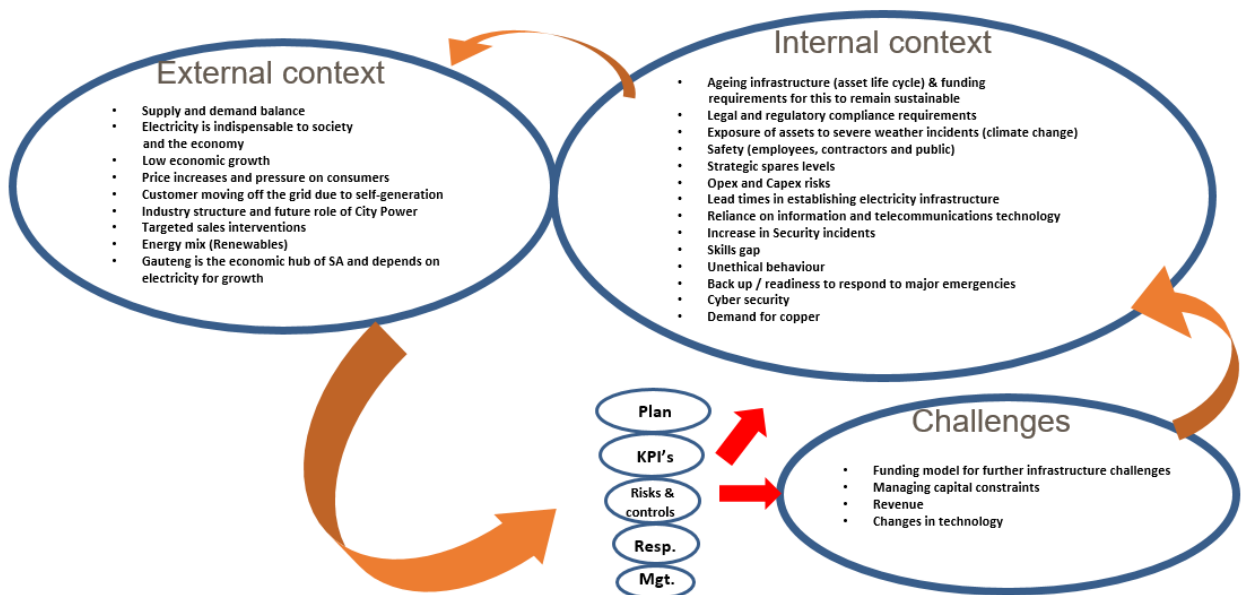 External context
• Supply and demand balance
• Electricity is indispensable to society
and the economy
• Low economic growth
• Price increases and pressure on consumers
• Customer moving off the grid due to self-generation
• Industry structure and future role of City Power
• Targeted sales interventions
• Energy mix (Renewables)
• Gauteng is the economic hub of SA and depends on
electricity for growth
Internal context
• Ageing infrastructure (asset life cycle) & funding
requirements for this to remain sustainable
• Legal and regulatory compliance requirements
• Exposure of assets to severe weather incidents (climate change)
• Safety (employees, contractors and public)
• Strategic spares levels
• Opex and Capex risks
• Lead times in establishing electricity infrastructure
• Reliance on information and telecommunications technology
• Increase in Security incidents
• Skills gap
• Unethical behaviour
• Back up / readiness to respond to major emergencies
• Cyber security
• Demand for copper
Plan
KPI's
Risks &
controls
Resp.
Mgt.
Challenges
• Funding model for further infrastructure challenges
• Managing capital constraints
• Revenue
• Changes in technology